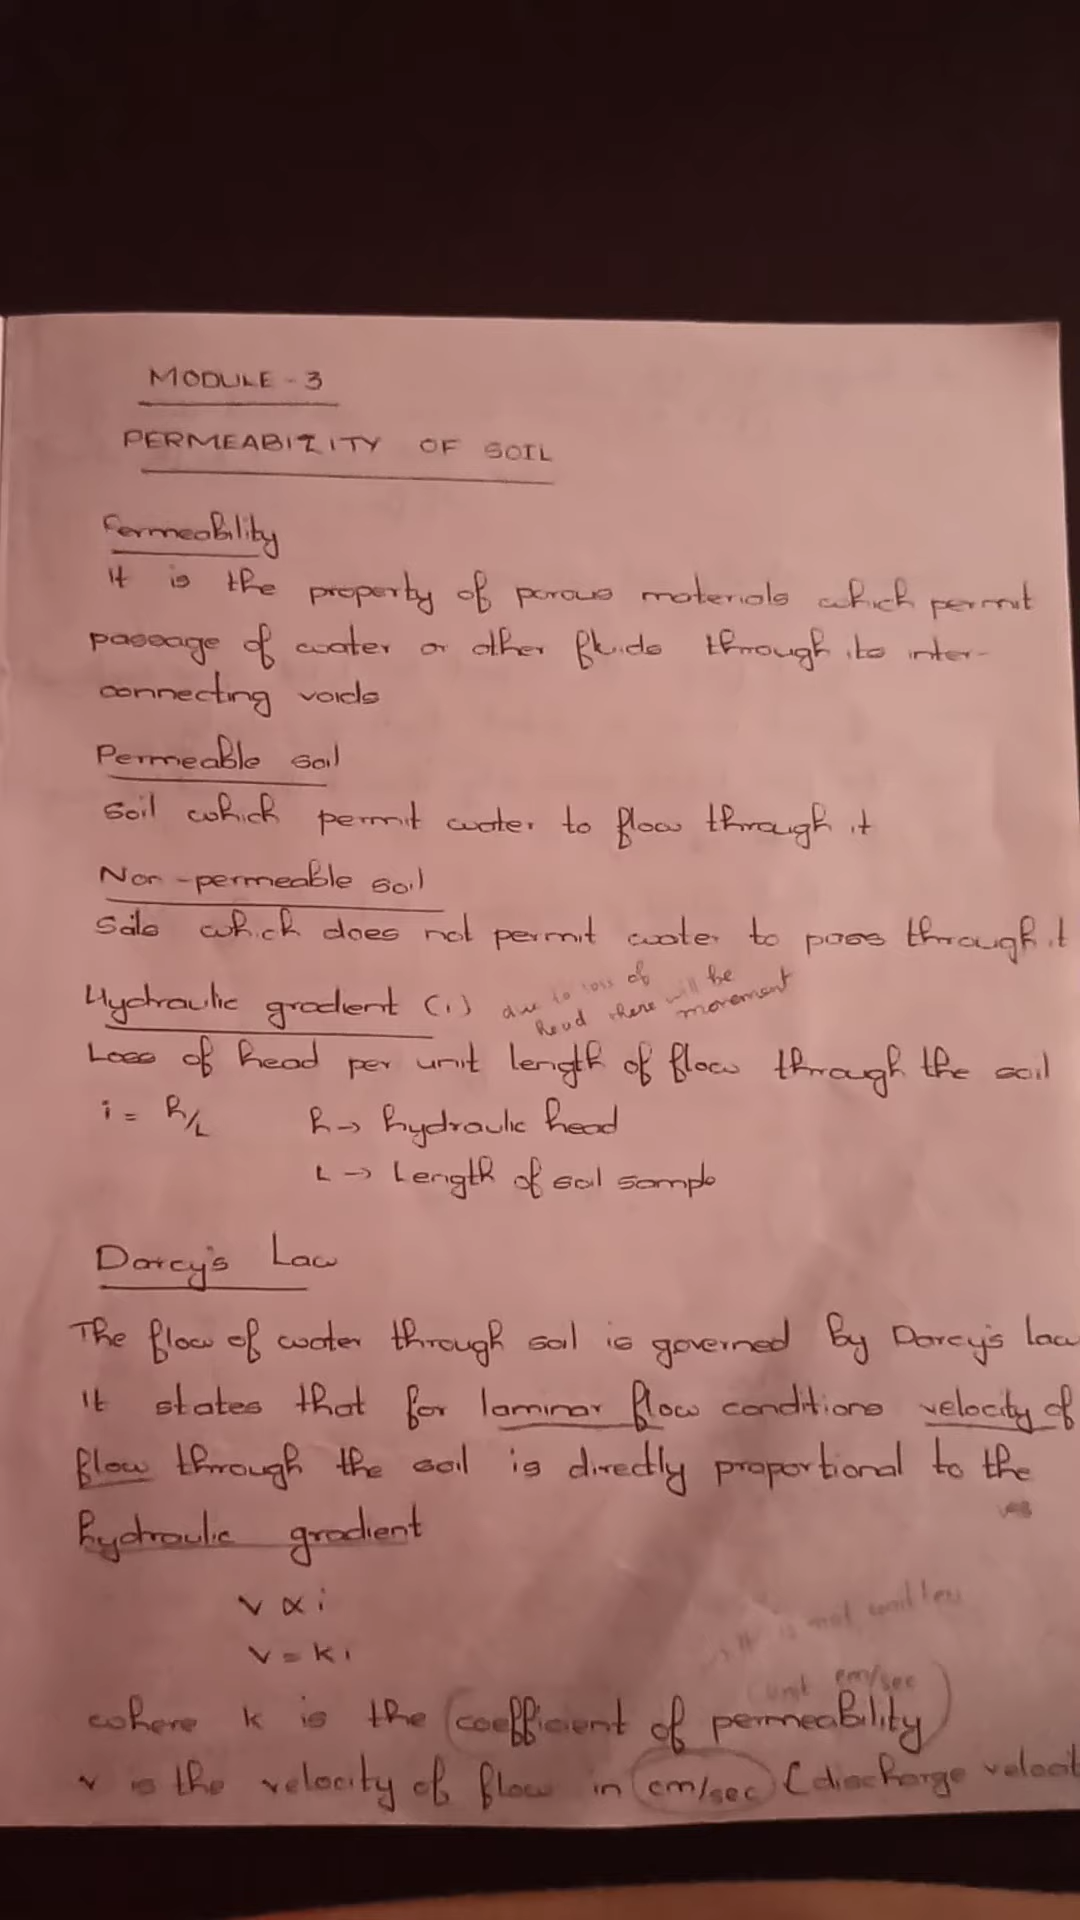 MODULE - 3
PERMEABILITY OF SOIL
Permeability
It is the property of porous materials which permit
passage of water or other fluids through its inter-
connecting voids
Permeable soil
Soil which permit water to flow through it
Non-permeable soil
Soils which does not permit water to pass through it
Hydraulic gradient (i) due to loss of
head there will be
movement
Loss of head per unit length of flow through the soil
i = h/L h → hydraulic head
L → Length of soil sample
Darcy's Law
The flow of water through soil is governed by Darcy's law
It states that for laminar flow conditions velocity of
flow through the soil is directly proportional to the
hydraulic gradient
v ∝ i
v = ki
unit cm/sec
where k is the (coefficient of permeability)
v is the velocity of flow in cm/sec (discharge velocit